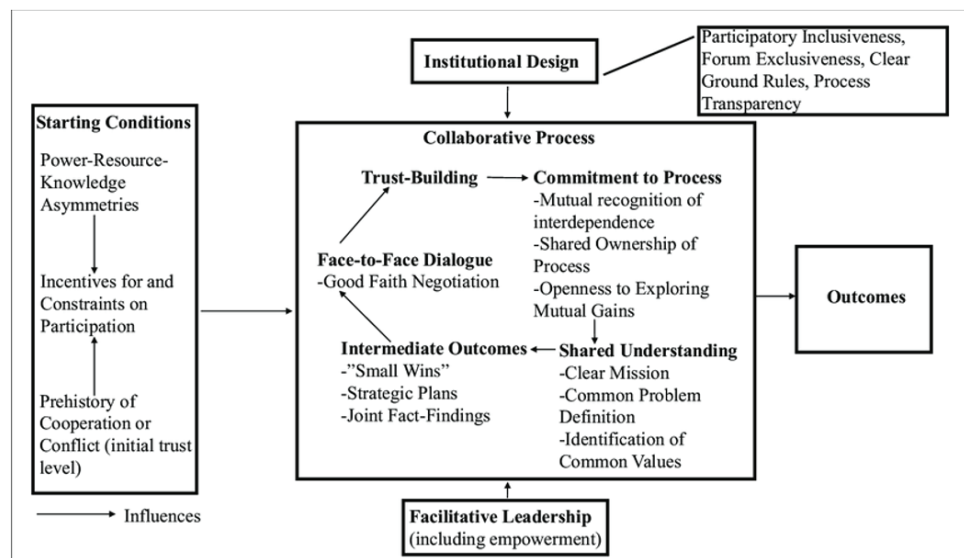 Institutional Design
Participatory Inclusiveness,
Forum Exclusiveness, Clear
Ground Rules, Process
Transparency
Starting Conditions
Power-Resource-
Knowledge
Asymmetries
Incentives for and
Constraints on
Participation
Prehistory of
Cooperation or
Conflict (initial trust
level)
Influences
Collaborative Process
Trust-Building
Commitment to Process
-Mutual recognition of
interdependence
-Shared Ownership of
Process
-Openness to Exploring
Mutual Gains
Face-to-Face Dialogue
-Good Faith Negotiation
Intermediate Outcomes
-”Small Wins”
-Strategic Plans
-Joint Fact-Findings
Shared Understanding
-Clear Mission
-Common Problem
Definition
-Identification of
Common Values
Outcomes
Facilitative Leadership
(including empowerment)